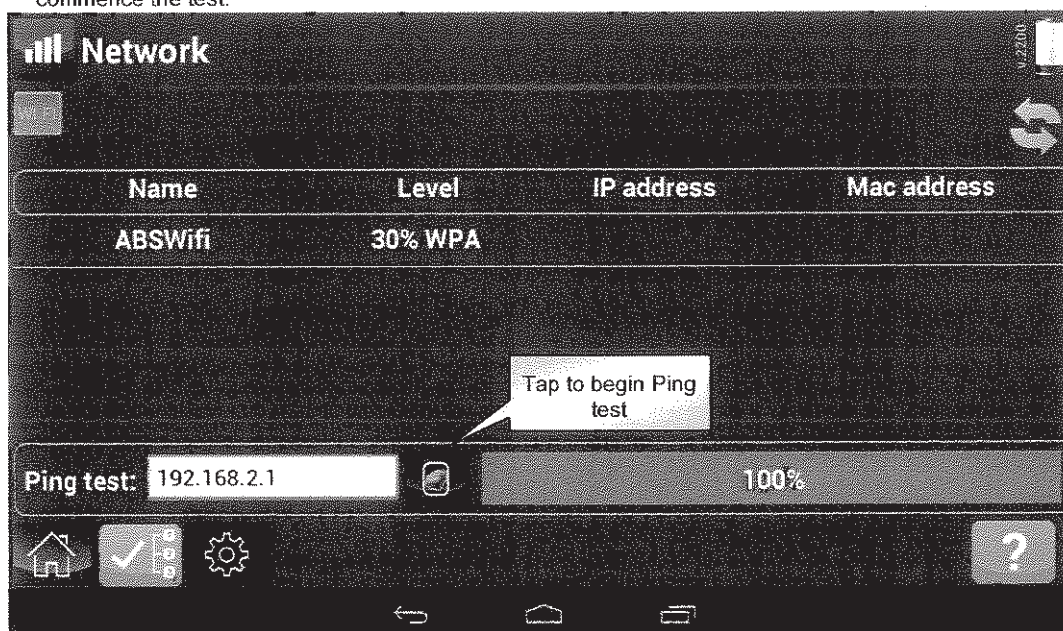 commence the test.
Network
v.2200
Name Level IP address Mac address
ABSWifi 30% WPA
Tap to begin Ping
test
Ping test: 192.168.2.1 100%
?